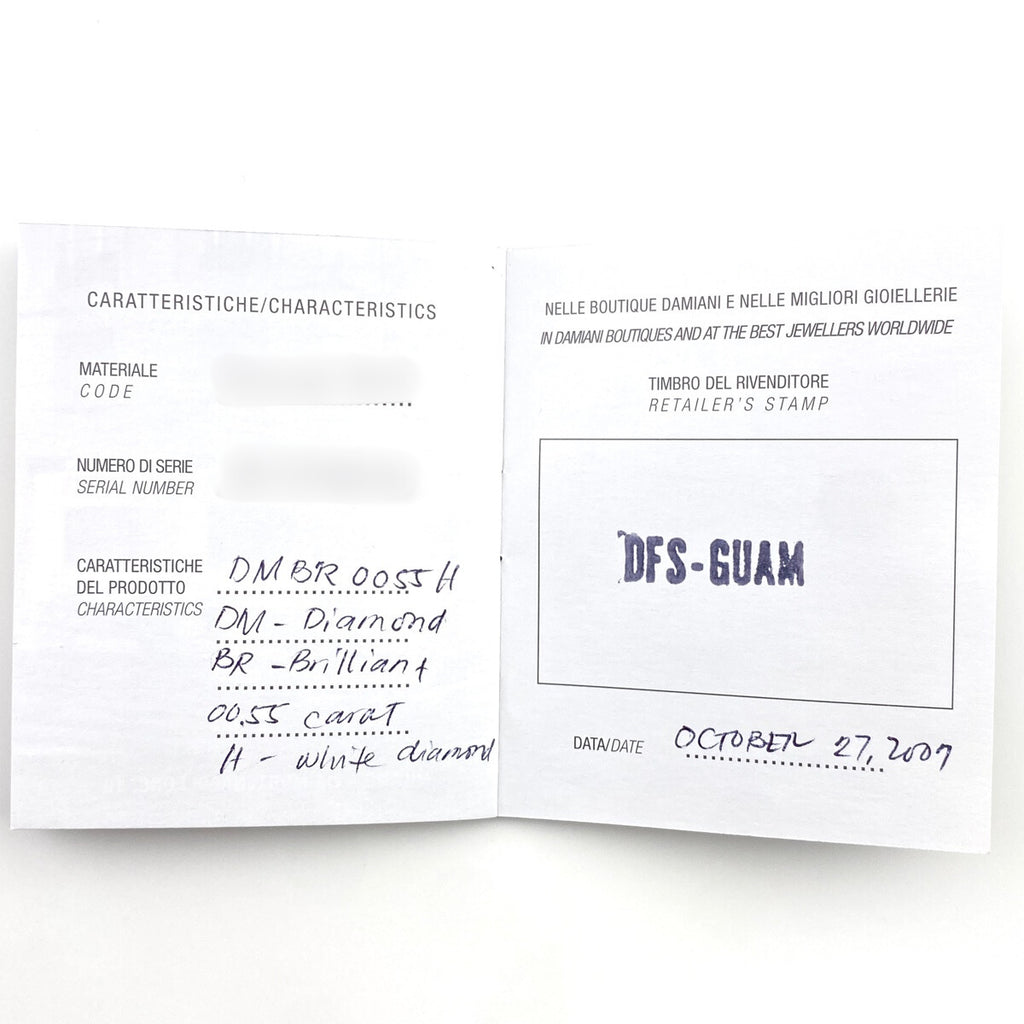 CARATTERISTICHE/CHARACTERISTICS
MATERIALE
CODE
NUMERO DI SERIE
SERIAL NUMBER
CARATTERISTICHE
DEL PRODOTTO
CHARACTERISTICS
DMBR 0055 H
DM - Diamond
BR - Brilliant
00.55 carat
H - white diamond
NELLE BOUTIQUE DAMIANI E NELLE MIGLIORI GIOIELLERIE
IN DAMIANI BOUTIQUES AND AT THE BEST JEWELLERS WORLDWIDE
TIMBRO DEL RIVENDITORE
RETAILER'S STAMP
DFS-GUAM
DATA/DATE OCTOBER 27, 2007